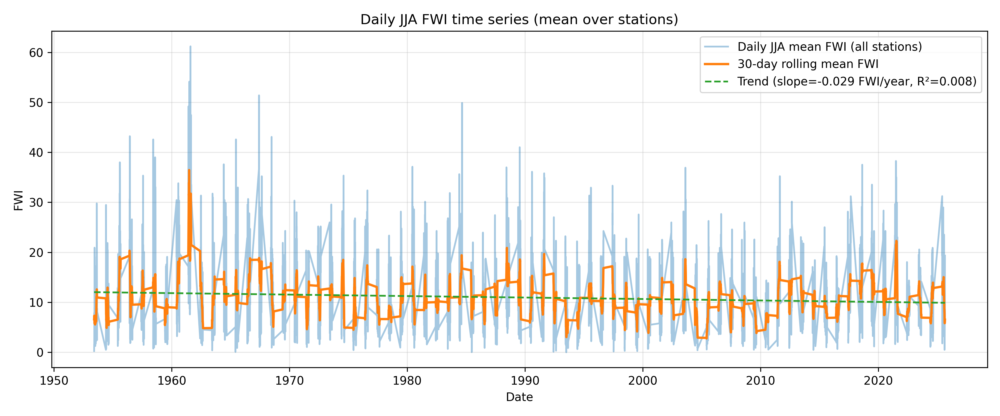 Daily JJA FWI time series (mean over stations)
Daily JJA mean FWI (all stations)
30-day rolling mean FWI
Trend (slope=-0.029 FWI/year, R²=0.008)
FWI
60
50
40
30
20
10
0
1950
1960
1970
1980
1990
2000
2010
2020
Date